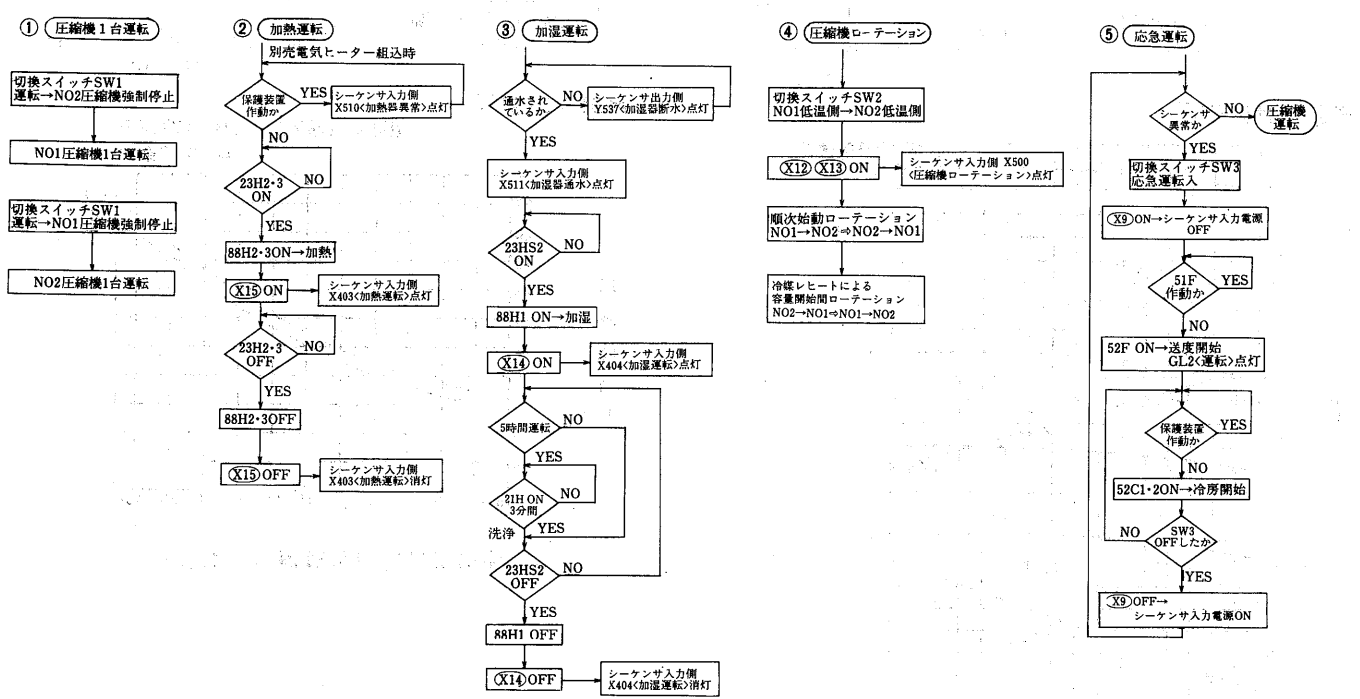 ① 圧縮機1台運転
切換スイッチSW1
運転→NO2圧縮機強制停止
NO1圧縮機1台運転
切換スイッチSW1
運転→NO1圧縮機強制停止
NO2圧縮機1台運転
② 加熱運転
別売電気ヒーター組込時
保護装置
作動か
YES
シーケンサ入力側
X510<加熱器異常>点灯
NO
23H2・3
ON
NO
YES
88H2・3ON→加熱
X15 ON
シーケンサ入力側
X403<加熱運転>点灯
23H2・3
OFF
NO
YES
88H2・3OFF
X15 OFF
シーケンサ入力側
X403<加熱運転>消灯
③ 加湿運転
通水され
ているか
NO
シーケンサ出力側
Y537<加湿器断水>点灯
YES
シーケンサ入力側
X511<加湿器通水>点灯
23HS2
ON
NO
YES
88H1 ON→加湿
X14 ON
シーケンサ入力側
X404<加湿運転>点灯
5時間運転
NO
YES
21H ON
3分間
NO
洗浄
YES
23HS2
OFF
NO
YES
88H1 OFF
X14 OFF
シーケンサ入力側
X404<加湿運転>消灯
④ 圧縮機ローテーション
切換スイッチSW2
NO1低温側→NO2低温側
X12 X13 ON
シーケンサ入力側 X500
<圧縮機ローテーション>点灯
順次始動ローテーション
NO1→NO2⇨NO2→NO1
冷媒レヒートによる
容量開始間ローテーション
NO2→NO1⇨NO1→NO2
⑤ 応急運転
シーケンサ
異常か
NO
圧縮機
運転
YES
切換スイッチSW3
応急運転入
X9 ON→シーケンサ入力電源
OFF
51F
作動か
YES
NO
52F ON→送度開始
GL2<運転>点灯
保護装置
作動か
YES
NO
52C1・2ON→冷房開始
SW3
OFFしたか
NO
YES
X9 OFF→
シーケンサ入力電源ON